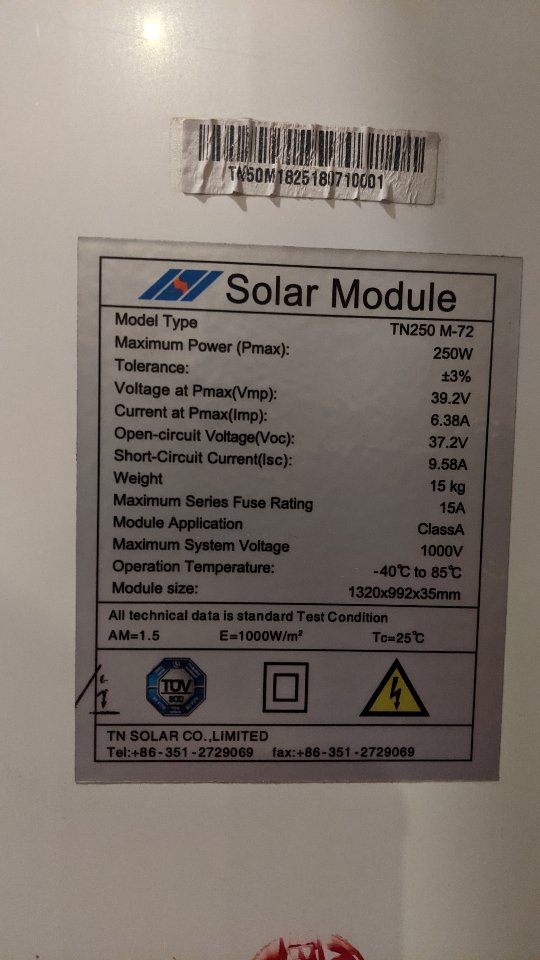 TN50M1825180710001
Solar Module
Model Type TN250 M-72
Maximum Power (Pmax): 250W
Tolerance: ±3%
Voltage at Pmax(Vmp): 39.2V
Current at Pmax(Imp): 6.38A
Open-circuit Voltage(Voc): 37.2V
Short-Circuit Current(Isc): 9.58A
Weight 15 kg
Maximum Series Fuse Rating 15A
Module Application ClassA
Maximum System Voltage 1000V
Operation Temperature: -40℃ to 85℃
Module size: 1320x992x35mm
All technical data is standard Test Condition
AM=1.5 E=1000W/m² Tc=25℃
TÜV
SÜD
TN SOLAR CO.,LIMITED
Tel:+86-351-2729069 fax:+86-351-2729069